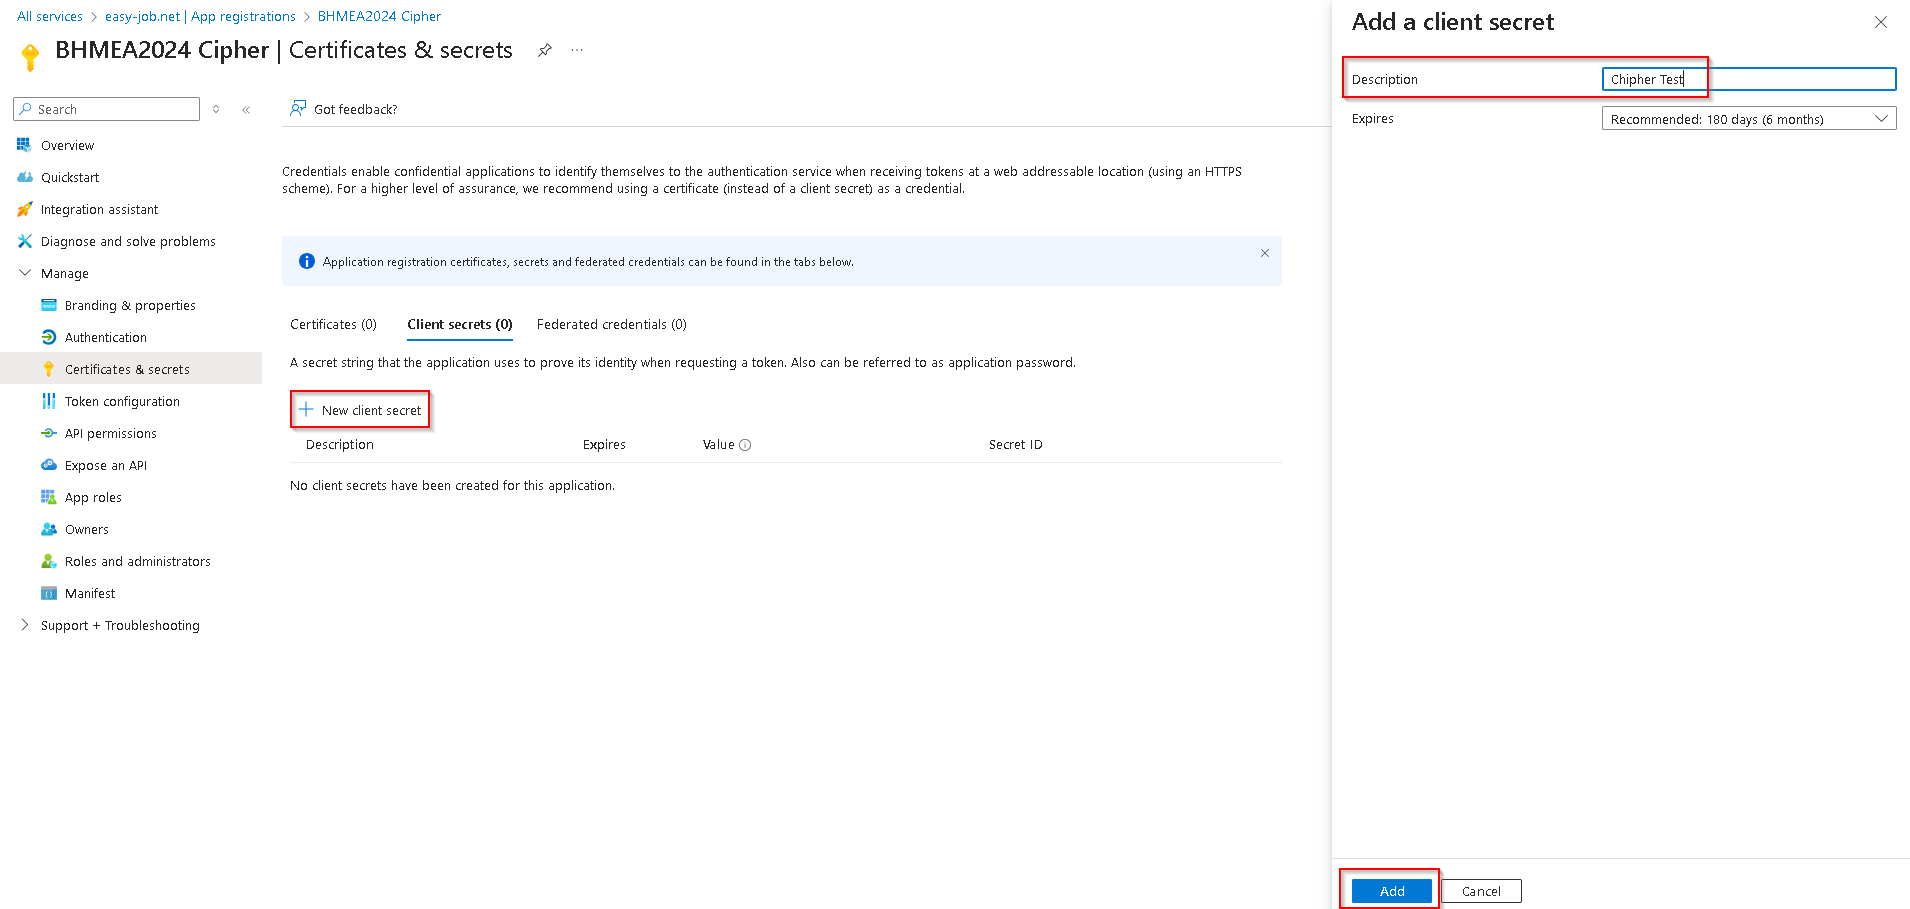 All services > easy-job.net | App registrations > BHMEA2024 Cipher
BHMEA2024 Cipher | Certificates & secrets
Search
Overview
Quickstart
Integration assistant
Diagnose and solve problems
Manage
Branding & properties
Authentication
Certificates & secrets
Token configuration
API permissions
Expose an API
App roles
Owners
Roles and administrators
Manifest
Support + Troubleshooting
Got feedback?
Credentials enable confidential applications to identify themselves to the authentication service when receiving tokens at a web addressable location (using an HTTPS
scheme). For a higher level of assurance, we recommend using a certificate (instead of a client secret) as a credential.
Application registration certificates, secrets and federated credentials can be found in the tabs below.
Certificates (0) Client secrets (0) Federated credentials (0)
A secret string that the application uses to prove its identity when requesting a token. Also can be referred to as application password.
New client secret
Description Expires Value Secret ID
No client secrets have been created for this application.
Add a client secret
Description Chipher Test
Expires Recommended: 180 days (6 months)
Add Cancel